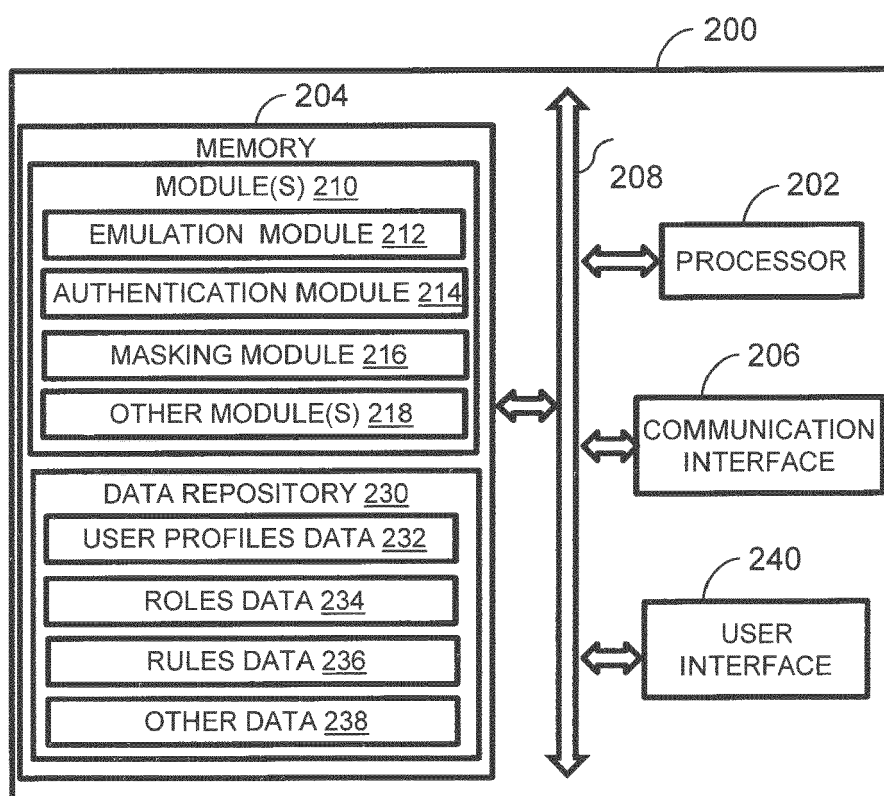 200
204
MEMORY
MODULE(S) 210
EMULATION MODULE 212
AUTHENTICATION MODULE 214
MASKING MODULE 216
OTHER MODULE(S) 218
DATA REPOSITORY 230
USER PROFILES DATA 232
ROLES DATA 234
RULES DATA 236
OTHER DATA 238
208
202
PROCESSOR
206
COMMUNICATION
INTERFACE
240
USER
INTERFACE